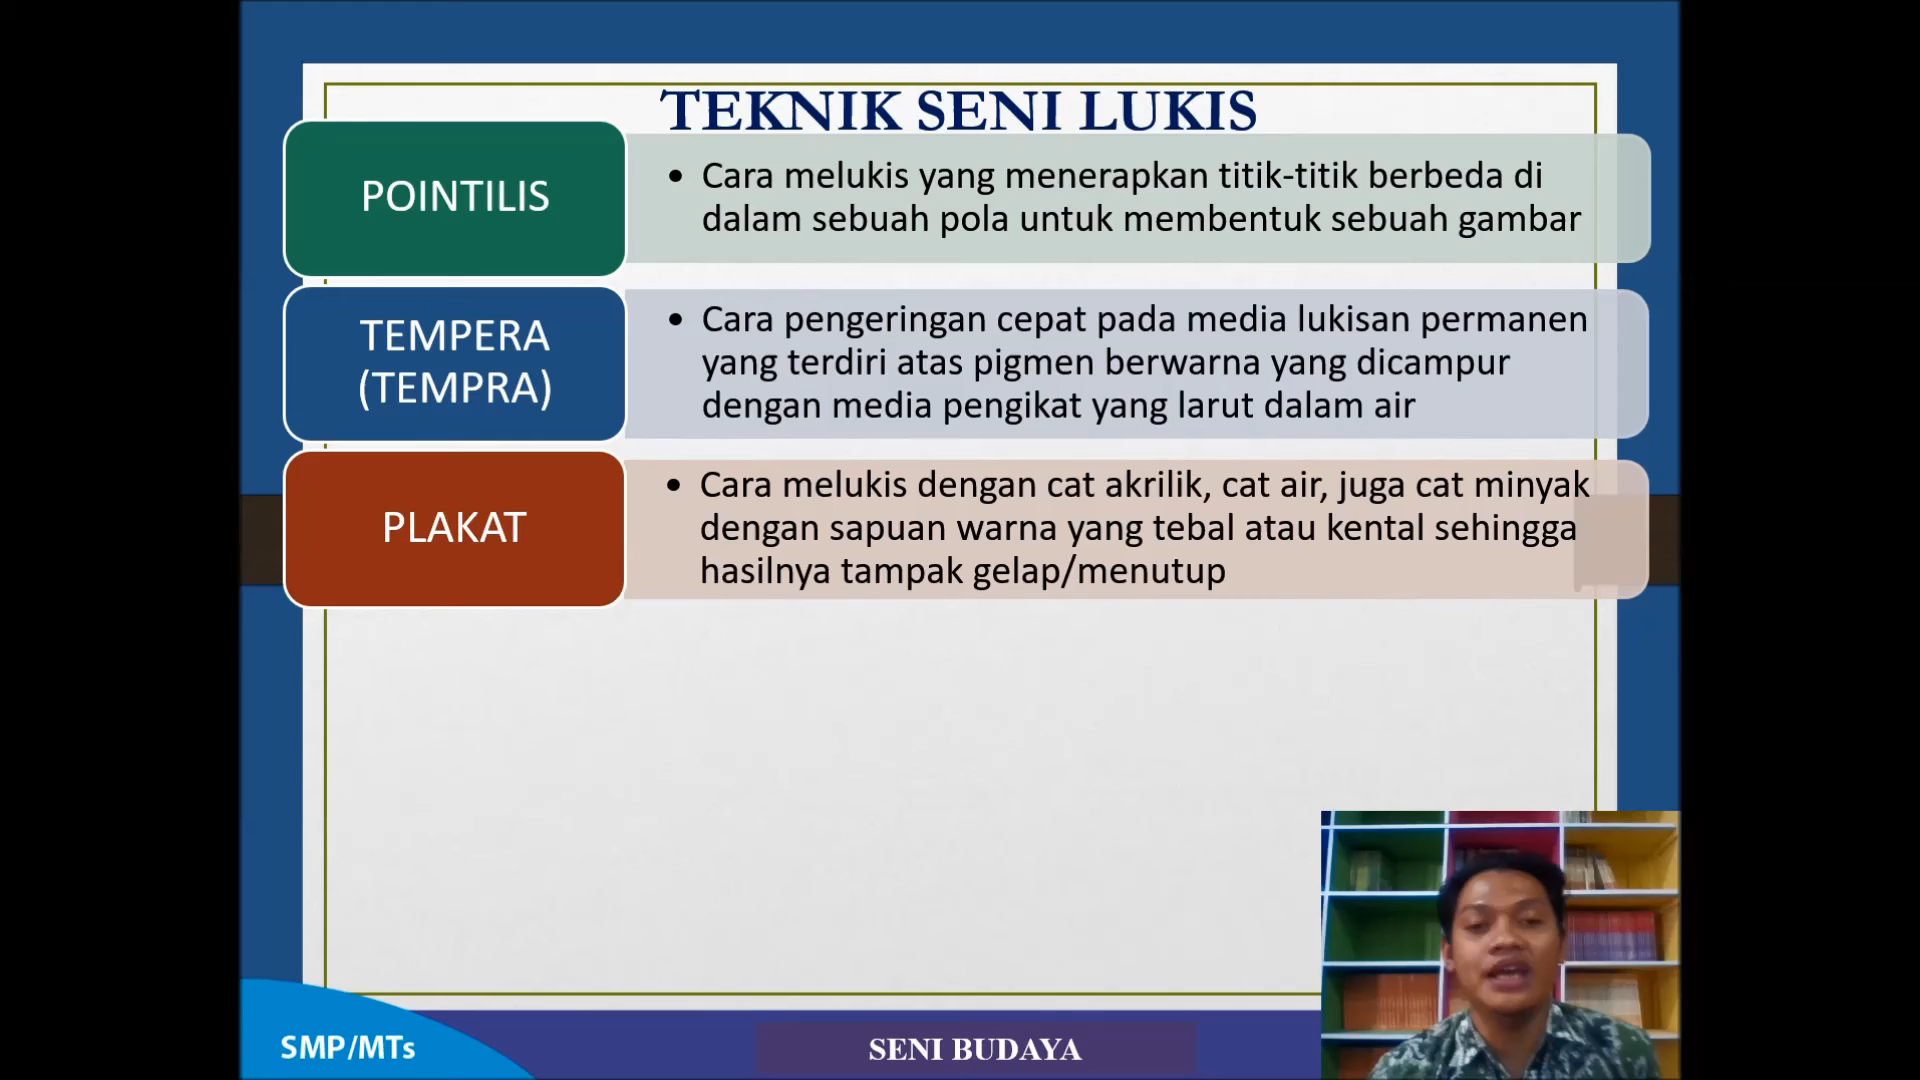 TEKNIK SENI LUKIS
POINTILIS
• Cara melukis yang menerapkan titik-titik berbeda di
dalam sebuah pola untuk membentuk sebuah gambar
TEMPERA
(TEMPRA)
• Cara pengeringan cepat pada media lukisan permanen
yang terdiri atas pigmen berwarna yang dicampur
dengan media pengikat yang larut dalam air
PLAKAT
• Cara melukis dengan cat akrilik, cat air, juga cat minyak
dengan sapuan warna yang tebal atau kental sehingga
hasilnya tampak gelap/menutup
SMP/MTs
SENI BUDAYA